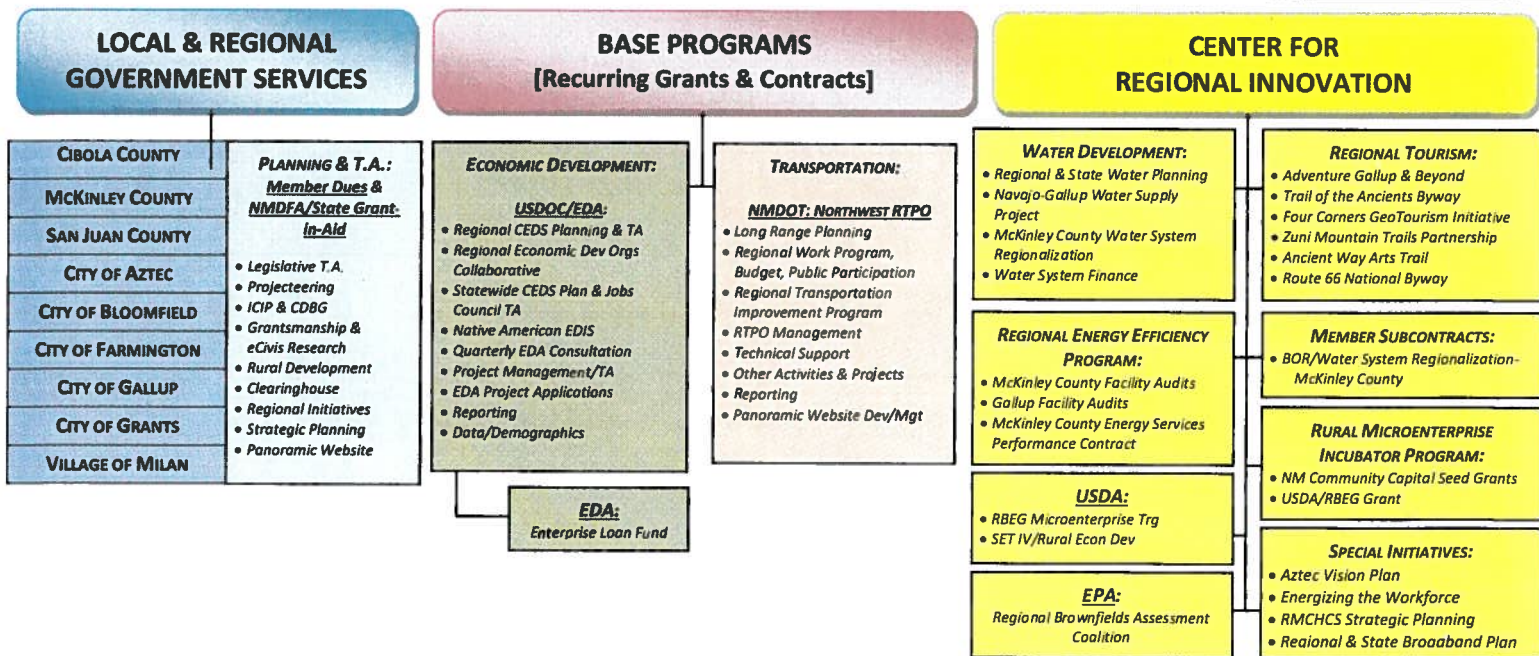 LOCAL & REGIONAL
GOVERNMENT SERVICES
CIBOLA COUNTY
MCKINLEY COUNTY
SAN JUAN COUNTY
CITY OF AZTEC
CITY OF BLOOMFIELD
CITY OF FARMINGTON
CITY OF GALLUP
CITY OF GRANTS
VILLAGE OF MILAN
PLANNING & T.A.:
Member Dues &
NMDFA/State Grant-
in-Aid
• Legislative T.A.
• Projecteering
• ICIP & CDBG
• Grantsmanship &
eCivis Research
• Rural Development
• Clearinghouse
• Regional Initiatives
• Strategic Planning
• Panoramic Website
BASE PROGRAMS
[Recurring Grants & Contracts]
ECONOMIC DEVELOPMENT:
USDOC/EDA:
• Regional CEDS Planning & TA
• Regional Economic Dev Orgs
Collaborative
• Statewide CEDS Plan & Jobs
Council TA
• Native American EDIS
• Quarterly EDA Consultation
• Project Management/TA
• EDA Project Applications
• Reporting
• Data/Demographics
EDA:
Enterprise Loan Fund
TRANSPORTATION:
NMDOT: NORTHWEST RTPO
• Long Range Planning
• Regional Work Program,
Budget, Public Participation
• Regional Transportation
Improvement Program
• RTPO Management
• Technical Support
• Other Activities & Projects
• Reporting
• Panoramic Website Dev/Mgt
CENTER FOR
REGIONAL INNOVATION
WATER DEVELOPMENT:
• Regional & State Water Planning
• Navajo-Gallup Water Supply
Project
• McKinley County Water System
Regionalization
• Water System Finance
REGIONAL ENERGY EFFICIENCY
PROGRAM:
• McKinley County Facility Audits
• Gallup Facility Audits
• McKinley County Energy Services
Performance Contract
USDA:
• RBEG Microenterprise Trg
• SET IV/Rural Econ Dev
EPA:
Regional Brownfields Assessment
Coalition
REGIONAL TOURISM:
• Adventure Gallup & Beyond
• Trail of the Ancients Byway
• Four Corners GeoTourism Initiative
• Zuni Mountain Trails Partnership
• Ancient Way Arts Trail
• Route 66 National Byway
MEMBER SUBCONTRACTS:
• BOR/Water System Regionalization-
McKinley County
RURAL MICROENTERPRISE
INCUBATOR PROGRAM:
• NM Community Capital Seed Grants
• USDA/RBEG Grant
SPECIAL INITIATIVES:
• Aztec Vision Plan
• Energizing the Workforce
• RMCHCS Strategic Planning
• Regional & State Broadband Plan